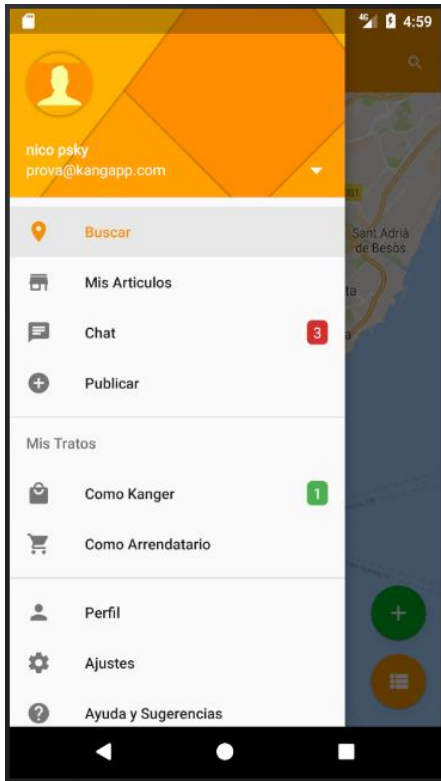 4G 4:59
nico psky
prova@kangapp.com
Buscar
Mis Articulos
Chat 3
Publicar
Mis Tratos
Como Kanger 1
Como Arrendatario
Perfil
Ajustes
Ayuda y Sugerencias
Sant Adrià
de Besòs